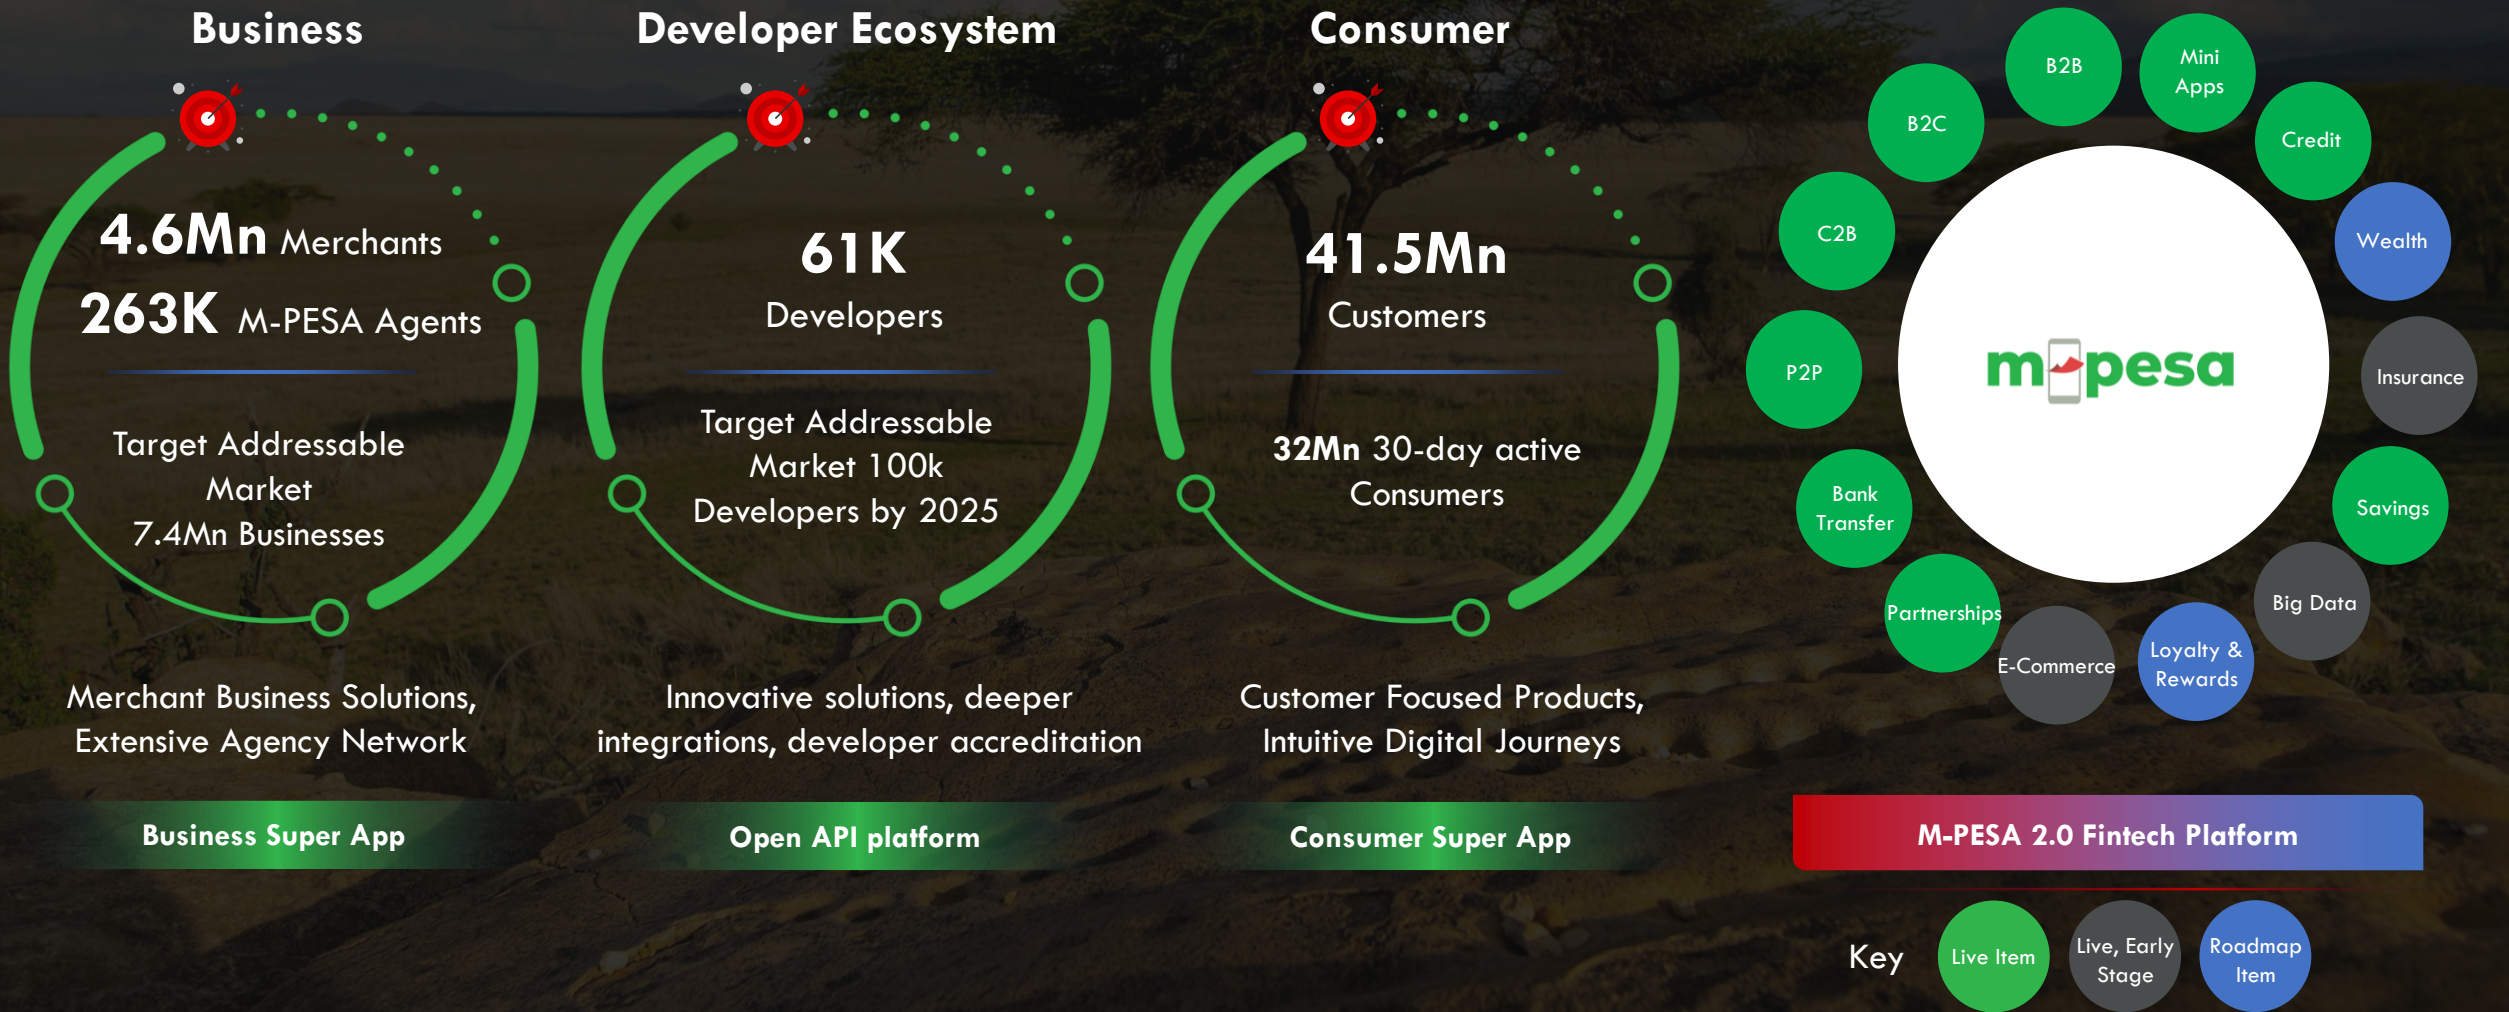 Business
4.6Mn Merchants
263K M-PESA Agents
Target Addressable
Market
7.4Mn Businesses
Merchant Business Solutions,
Extensive Agency Network
Business Super App
Developer Ecosystem
61K
Developers
Target Addressable
Market 100k
Developers by 2025
Innovative solutions, deeper
integrations, developer accreditation
Open API platform
Consumer
41.5Mn
Customers
32Mn 30-day active
Consumers
Customer Focused Products,
Intuitive Digital Journeys
Consumer Super App
B2B
Mini
Apps
Credit
Wealth
Insurance
Savings
Big Data
Loyalty &
Rewards
E-Commerce
Partnerships
Bank
Transfer
P2P
C2B
B2C
m-pesa
M-PESA 2.0 Fintech Platform
Key
Live Item
Live, Early
Stage
Roadmap
Item